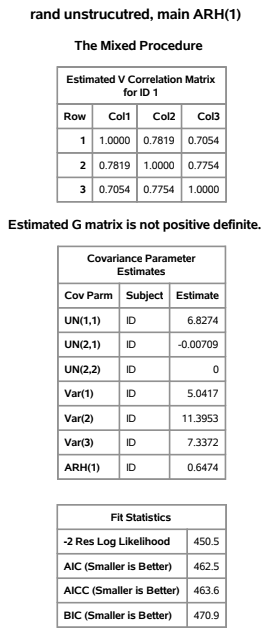 rand unstrucutred, main ARH(1)
The Mixed Procedure
Estimated V Correlation Matrix
for ID 1
Row Col1 Col2 Col3
1 1.0000 0.7819 0.7054
2 0.7819 1.0000 0.7754
3 0.7054 0.7754 1.0000
Estimated G matrix is not positive definite.
Covariance Parameter
Estimates
Cov Parm Subject Estimate
UN(1,1) ID 6.8274
UN(2,1) ID -0.00709
UN(2,2) ID 0
Var(1) ID 5.0417
Var(2) ID 11.3953
Var(3) ID 7.3372
ARH(1) ID 0.6474
Fit Statistics
-2 Res Log Likelihood 450.5
AIC (Smaller is Better) 462.5
AICC (Smaller is Better) 463.6
BIC (Smaller is Better) 470.9